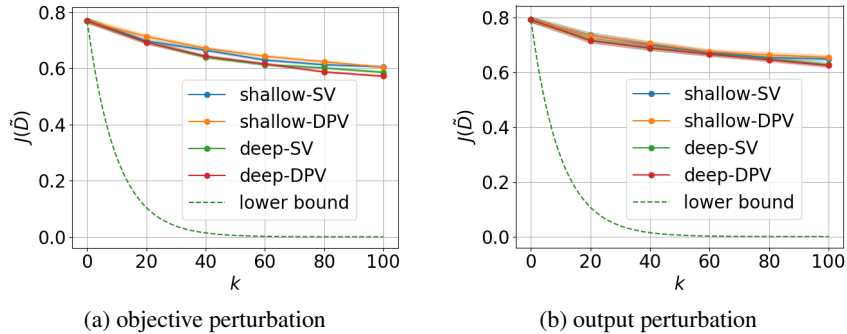 0.8
0.6
0.4
0.2
0.0
J(D̃)
shallow-SV
shallow-DPV
deep-SV
deep-DPV
lower bound
0 20 40 60 80 100
k
(a) objective perturbation
0.8
0.6
0.4
0.2
0.0
J(D̃)
shallow-SV
shallow-DPV
deep-SV
deep-DPV
lower bound
0 20 40 60 80 100
k
(b) output perturbation